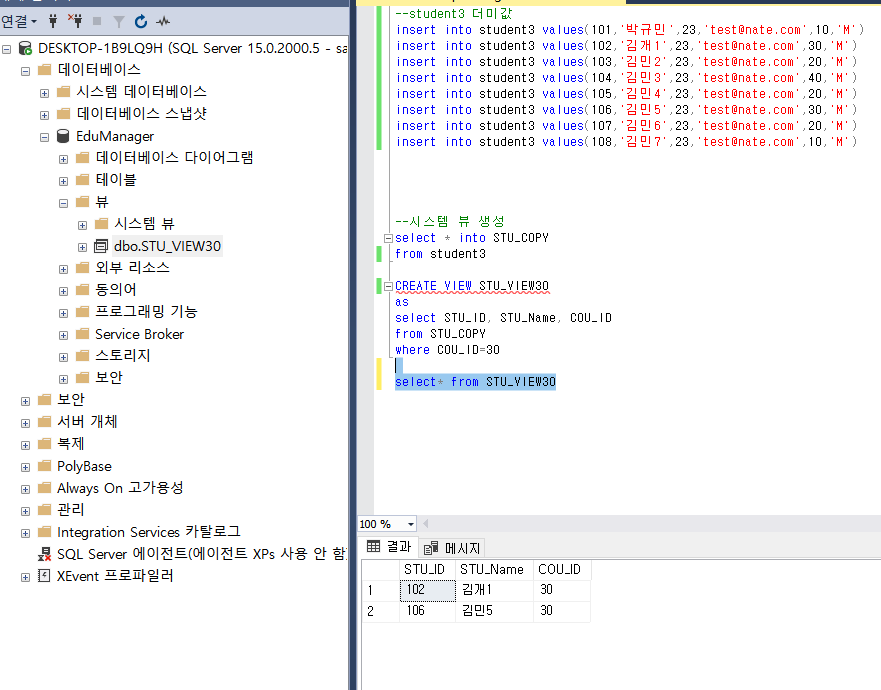 연결
DESKTOP-1B9LQ9H (SQL Server 15.0.2000.5 - sa
데이터베이스
시스템 데이터베이스
데이터베이스 스냅샷
EduManager
데이터베이스 다이어그램
테이블
뷰
시스템 뷰
dbo.STU_VIEW30
외부 리소스
동의어
프로그래밍 기능
Service Broker
스토리지
보안
보안
서버 개체
복제
PolyBase
Always On 고가용성
관리
Integration Services 카탈로그
SQL Server 에이전트(에이전트 XPs 사용 안 함
XEvent 프로파일러
--student3 더미값
insert into student3 values(101,'박규민',23,'test@nate.com',10,'M')
insert into student3 values(102,'김개1',23,'test@nate.com',30,'M')
insert into student3 values(103,'김민2',23,'test@nate.com',20,'M')
insert into student3 values(104,'김민3',23,'test@nate.com',40,'M')
insert into student3 values(105,'김민4',23,'test@nate.com',20,'M')
insert into student3 values(106,'김민5',23,'test@nate.com',30,'M')
insert into student3 values(107,'김민6',23,'test@nate.com',20,'M')
insert into student3 values(108,'김민7',23,'test@nate.com',10,'M')
--시스템 뷰 생성
select * into STU_COPY
from student3
CREATE VIEW STU_VIEW30
as
select STU_ID, STU_Name, COU_ID
from STU_COPY
where COU_ID=30
select* from STU_VIEW30
100 %
결과 메시지
STU_ID STU_Name COU_ID
1 102 김개1 30
2 106 김민5 30